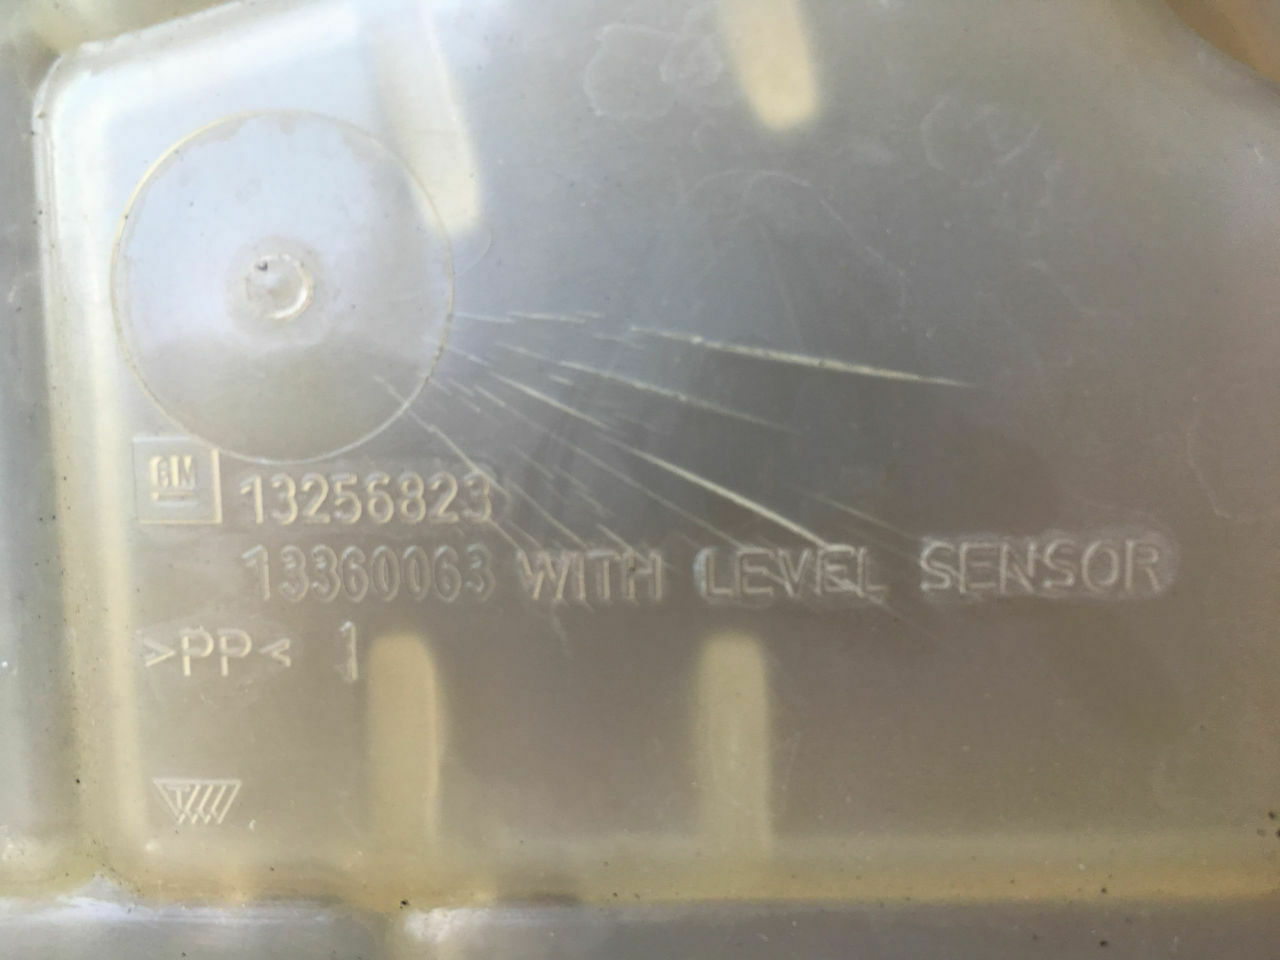 GM 13256823
13360063 WITH LEVEL SENSOR
>PP< 1